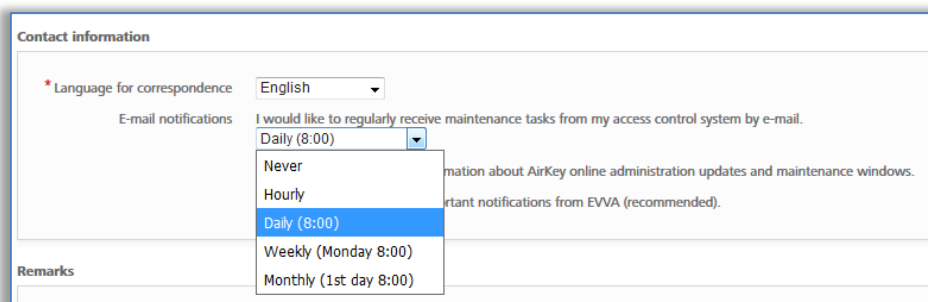 Contact information
* Language for correspondence English
E-mail notifications I would like to regularly receive maintenance tasks from my access control system by e-mail.
Daily (8:00)
Never
mation about AirKey online administration updates and maintenance windows.
Hourly
rtant notifications from EVVA (recommended).
Daily (8:00)
Weekly (Monday 8:00)
Monthly (1st day 8:00)
Remarks